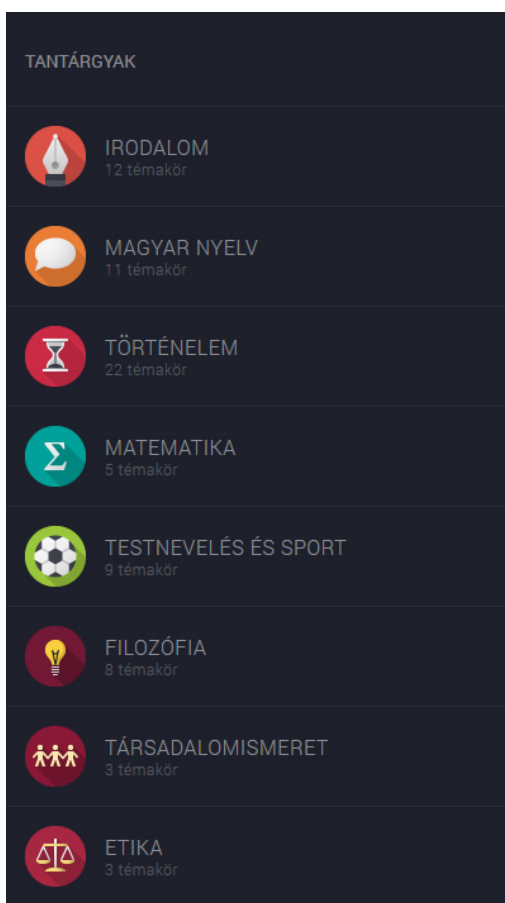 TANTÁRGYAK
IRODALOM
12 témakör
MAGYAR NYELV
11 témakör
TÖRTÉNELEM
22 témakör
Σ
MATEMATIKA
5 témakör
TESTNEVELÉS ÉS SPORT
9 témakör
FILOZÓFIA
8 témakör
TÁRSADALOMISMERET
3 témakör
ETIKA
3 témakör